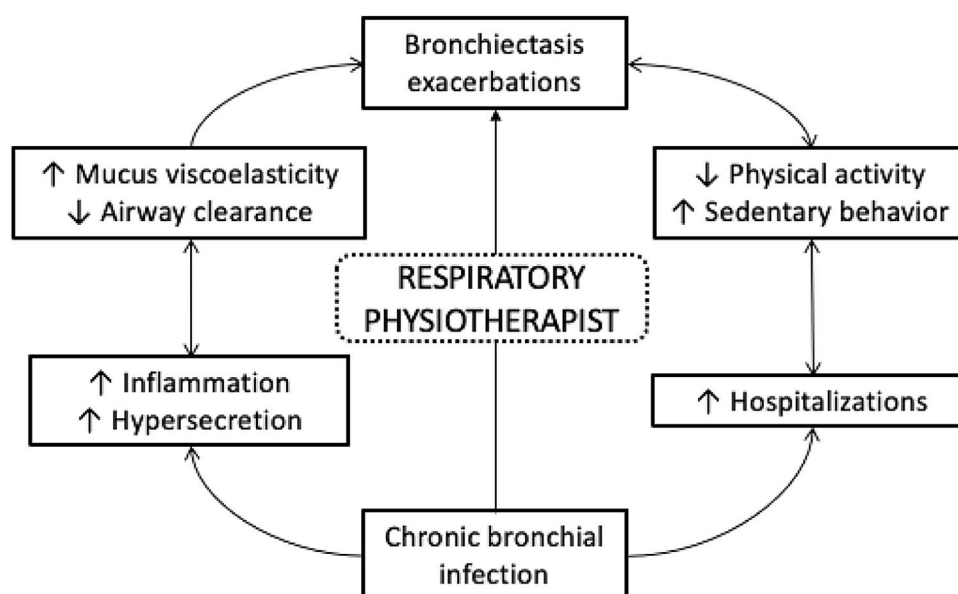 Bronchiectasis
exacerbations
↑ Mucus viscoelasticity
↓ Airway clearance
↓ Physical activity
↑ Sedentary behavior
RESPIRATORY
PHYSIOTHERAPIST
↑ Inflammation
↑ Hypersecretion
↑ Hospitalizations
Chronic bronchial
infection